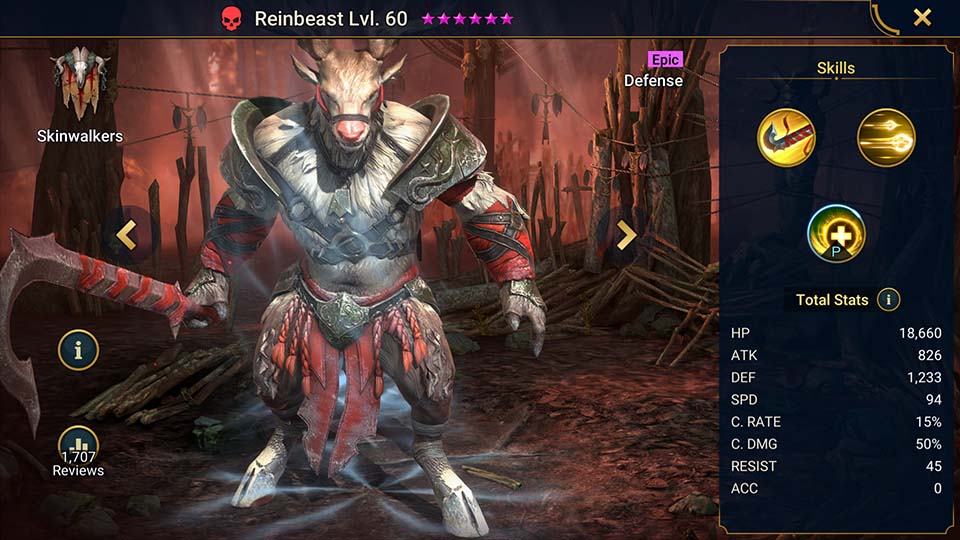 Reinbeast Lvl. 60
Epic
Defense
Skinwalkers
1,707
Reviews
Skills
P
Total Stats
HP 18,660
ATK 826
DEF 1,233
SPD 94
C. RATE 15%
C. DMG 50%
RESIST 45
ACC 0